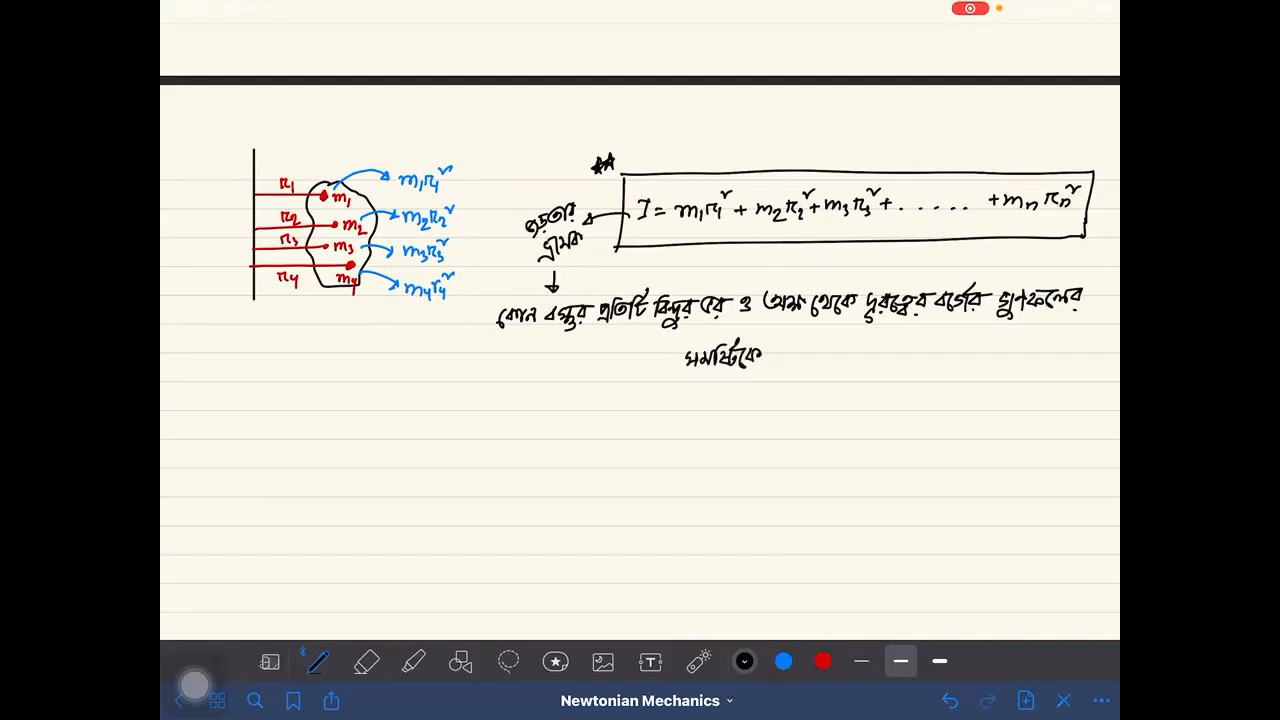 r₁ m₁ → m₁r₁²
r₂ m₂ → m₂r₂²
r₃ m₃ → m₃r₃²
r₄ m₄ → m₄r₄²
★★
I = m₁r₁² + m₂r₂² + m₃r₃² + . . . . . + mₙrₙ²
জড়তার
ভ্রামক
কোন বস্তুর প্রতিটি বিন্দুর ভর ও অক্ষ থেকে দূরত্বের বর্গের গুণফলের
সমষ্টিকে
Newtonian Mechanics